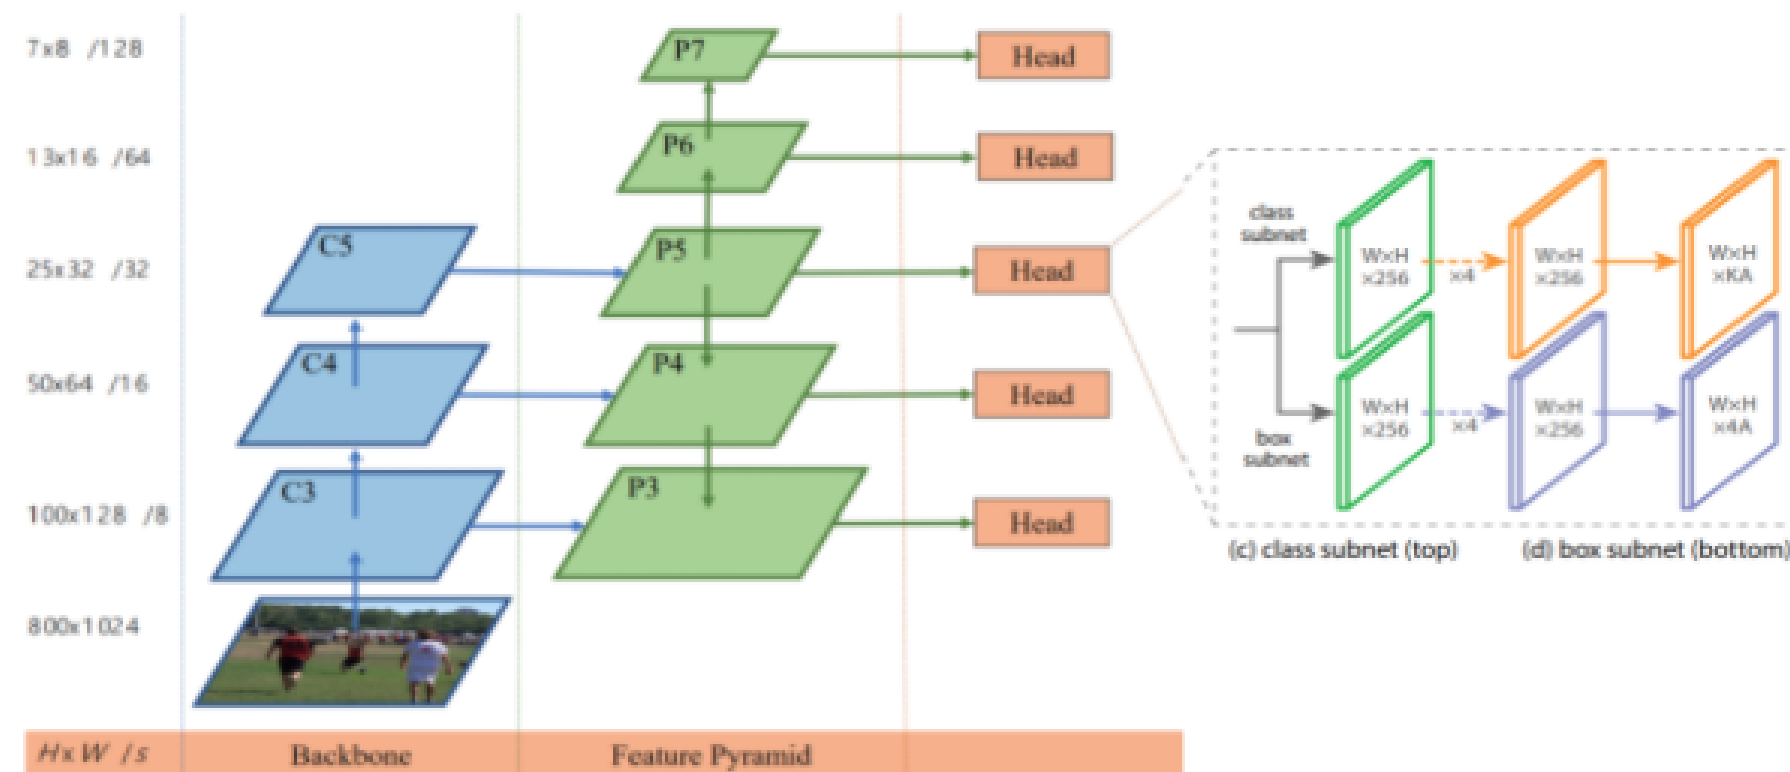 7x8 /128
P7
Head
13x16 /64
P6
Head
25x32 /32
C5
P5
Head
50x64 /16
C4
P4
Head
100x128 /8
C3
P3
Head
800x1024
HxW /s
Backbone
Feature Pyramid
class
subnet
W×H
×256
×4
W×H
×256
W×H
×KA
box
subnet
W×H
×256
×4
W×H
×256
W×H
×4A
(c) class subnet (top)
(d) box subnet (bottom)